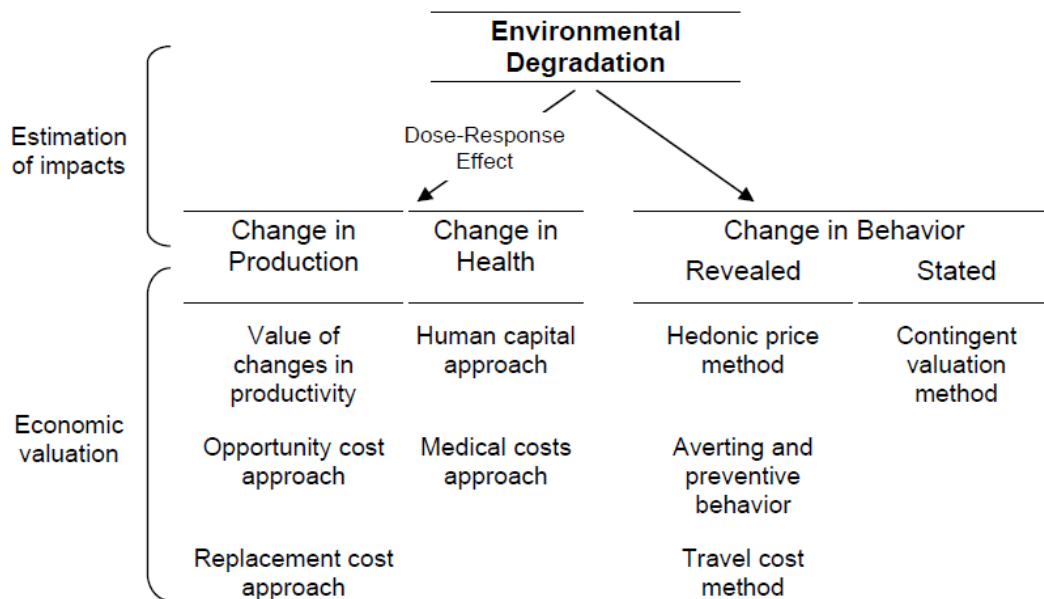 Environmental
Degradation
Estimation
of impacts
Dose-Response
Effect
Change in
Production
Change in
Health
Change in Behavior
Revealed
Stated
Economic
valuation
Value of
changes in
productivity
Human capital
approach
Hedonic price
method
Contingent
valuation
method
Opportunity cost
approach
Medical costs
approach
Averting and
preventive
behavior
Replacement cost
approach
Travel cost
method